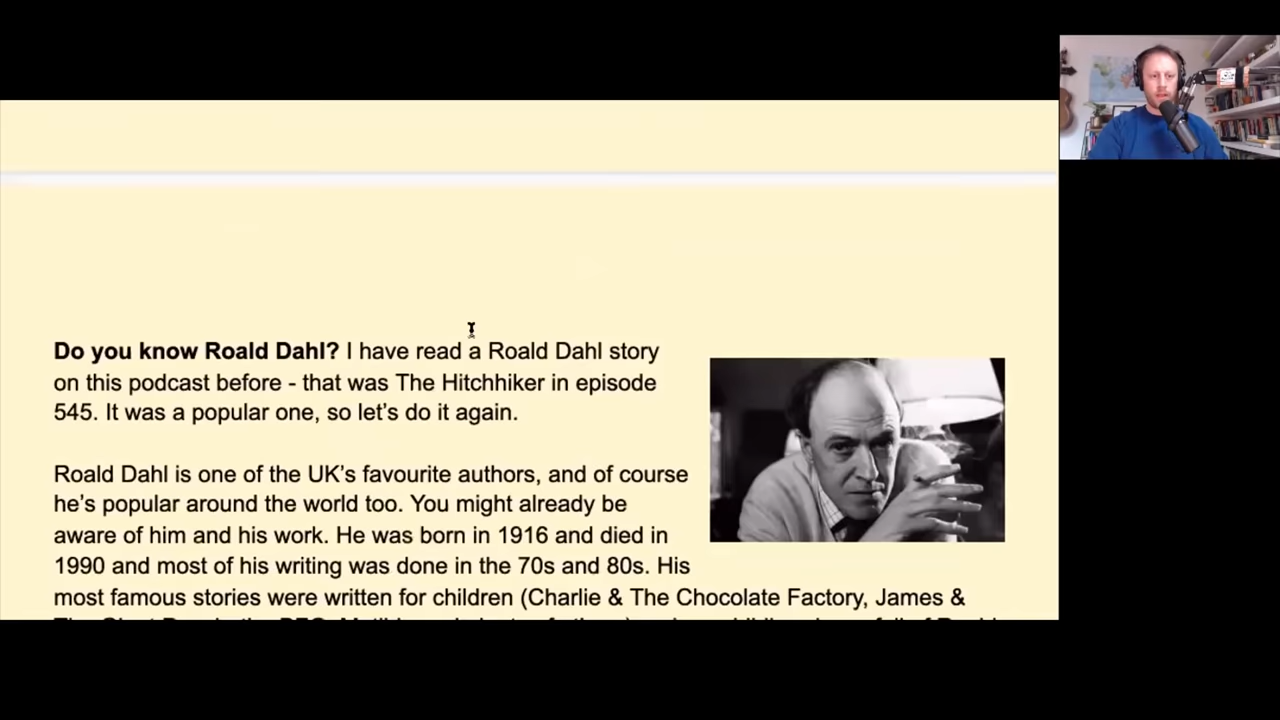 Do you know Roald Dahl? I have read a Roald Dahl story
on this podcast before - that was The Hitchhiker in episode
545. It was a popular one, so let's do it again.
Roald Dahl is one of the UK's favourite authors, and of course
he's popular around the world too. You might already be
aware of him and his work. He was born in 1916 and died in
1990 and most of his writing was done in the 70s and 80s. His
most famous stories were written for children (Charlie & The Chocolate Factory, James &